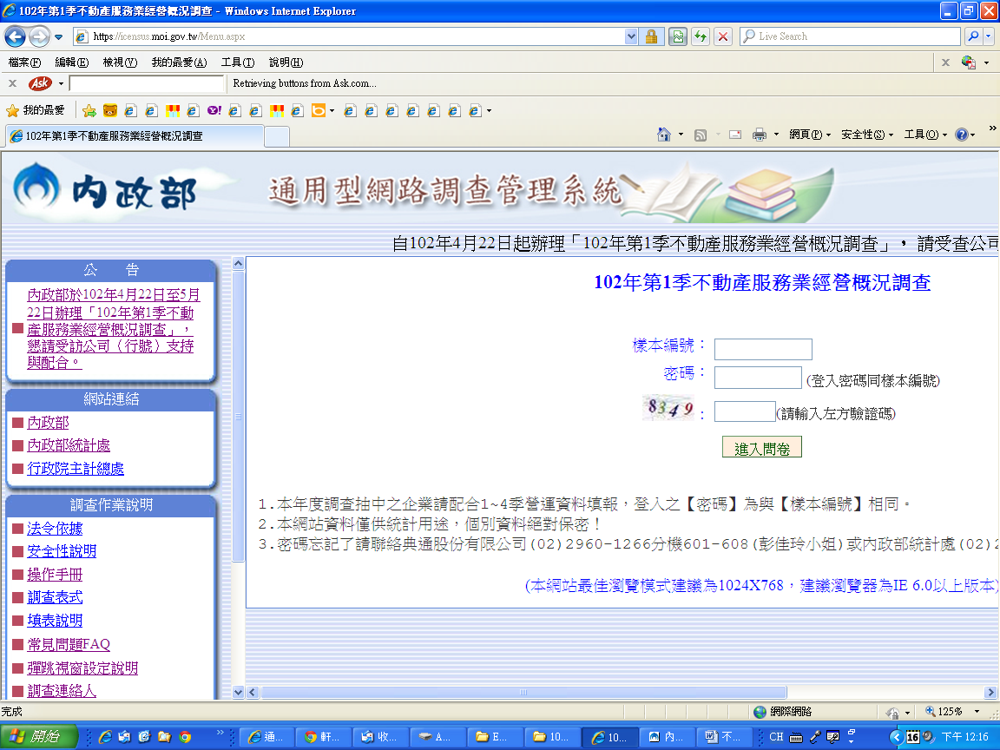 102年第1季不動產服務業經營概況調查 - Windows Internet Explorer
https://icensus.moi.gov.tw/Menu.aspx
Live Search
檔案(F) 編輯(E) 檢視(V) 我的最愛(A) 工具(T) 說明(H)
Ask
Retrieving buttons from Ask.com...
我的最愛
102年第1季不動產服務業經營概況調查
網頁(P) 安全性(S) 工具(O)
內政部
通用型網路調查管理系統
自102年4月22日起辦理「102年第1季不動產服務業經營概況調查」，請受查公司
公 告
內政部於102年4月22日至5月
22日辦理「102年第1季不動
產服務業經營概況調查」，
懇請受訪公司（行號）支持
與配合。
網站連結
內政部
內政部統計處
行政院主計總處
調查作業說明
法令依據
安全性說明
操作手冊
調查表式
填表說明
常見問題FAQ
彈跳視窗設定說明
調查連絡人
102年第1季不動產服務業經營概況調查
樣本編號：
密碼：
(登入密碼同樣本編號)
8349 :
(請輸入左方驗證碼)
進入問卷
1.本年度調查抽中之企業請配合1~4季營運資料填報，登入之【密碼】為與【樣本編號】相同。
2.本網站資料僅供統計用途，個別資料絕對保密！
3.密碼忘記了請聯絡典通股份有限公司(02)2960-1266分機601-608(彭佳玲小姐)或內政部統計處(02)2
(本網站最佳瀏覽模式建議為1024X768，建議瀏覽器為IE 6.0以上版本)
完成
網際網路
125%
開始
通...
軒...
收...
A...
E...
10...
10...
內...
不...
CH
16
下午 12:16